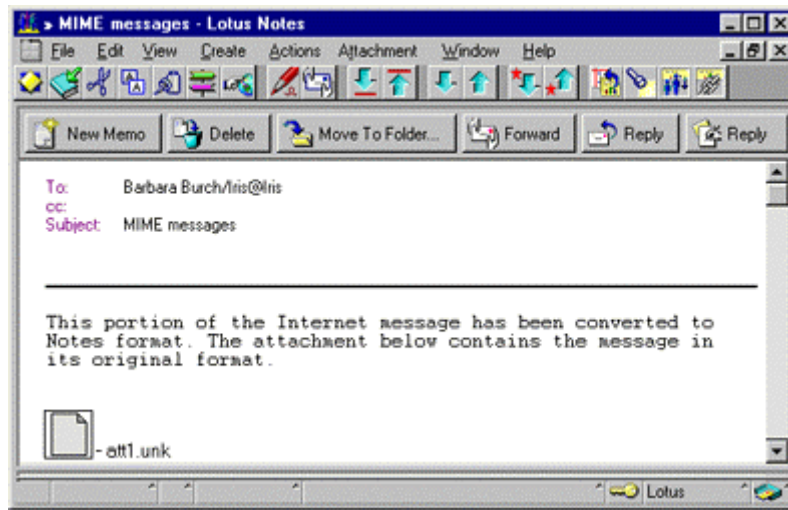 MIME messages - Lotus Notes
File Edit View Create Actions Attachment Window Help
New Memo Delete Move To Folder... Forward Reply Reply
To: Barbara Burch/Iris@Iris
cc:
Subject: MIME messages
This portion of the Internet message has been converted to
Notes format. The attachment below contains the message in
its original format.
- att1.unk
Lotus